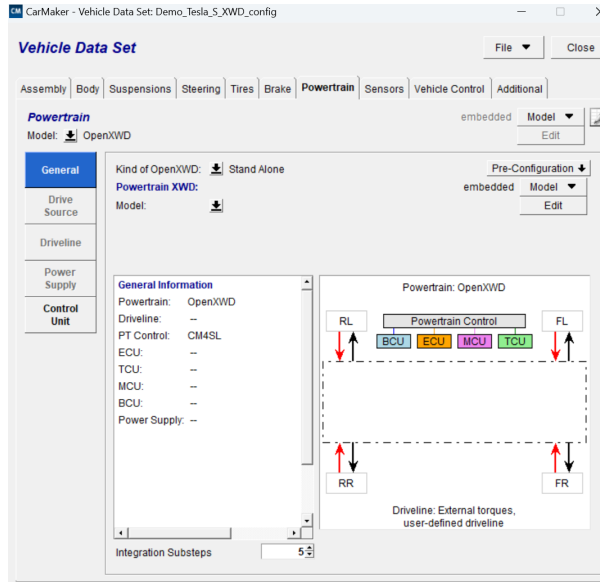 CM CarMaker - Vehicle Data Set: Demo_Tesla_S_XWD_config
Vehicle Data Set
File
Close
Assembly Body Suspensions Steering Tires Brake Powertrain Sensors Vehicle Control Additional
Powertrain
embedded Model
Model: OpenXWD
Edit
General
Drive
Source
Driveline
Power
Supply
Control
Unit
Kind of OpenXWD: Stand Alone
Pre-Configuration
Powertrain XWD:
embedded Model
Model:
Edit
General Information
Powertrain: OpenXWD
Driveline: --
PT Control: CM4SL
ECU: --
TCU: --
MCU: --
BCU: --
Power Supply: --
Integration Substeps 5
Powertrain: OpenXWD
RL Powertrain Control FL
BCU ECU MCU TCU
RR FR
Driveline: External torques,
user-defined driveline